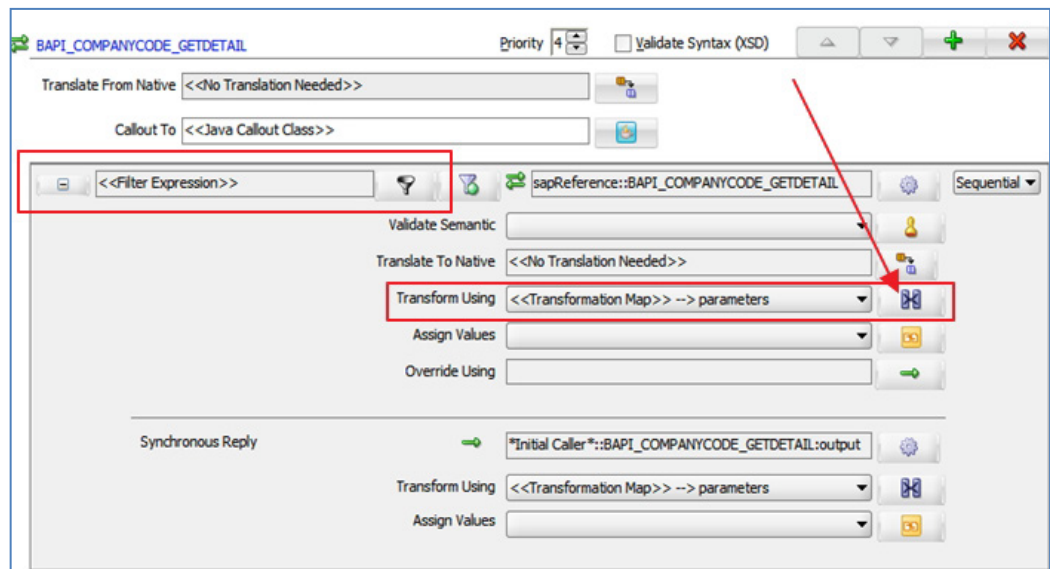 BAPI_COMPANYCODE_GETDETAIL Priority 4 Validate Syntax (XSD)
Translate From Native <<No Translation Needed>>
Callout To <<Java Callout Class>>
<<Filter Expression>> sapReference::BAPI_COMPANYCODE_GETDETAIL Sequential
Validate Semantic
Translate To Native <<No Translation Needed>>
Transform Using <<Transformation Map>> --> parameters
Assign Values
Override Using
Synchronous Reply *Initial Caller*::BAPI_COMPANYCODE_GETDETAIL:output
Transform Using <<Transformation Map>> --> parameters
Assign Values